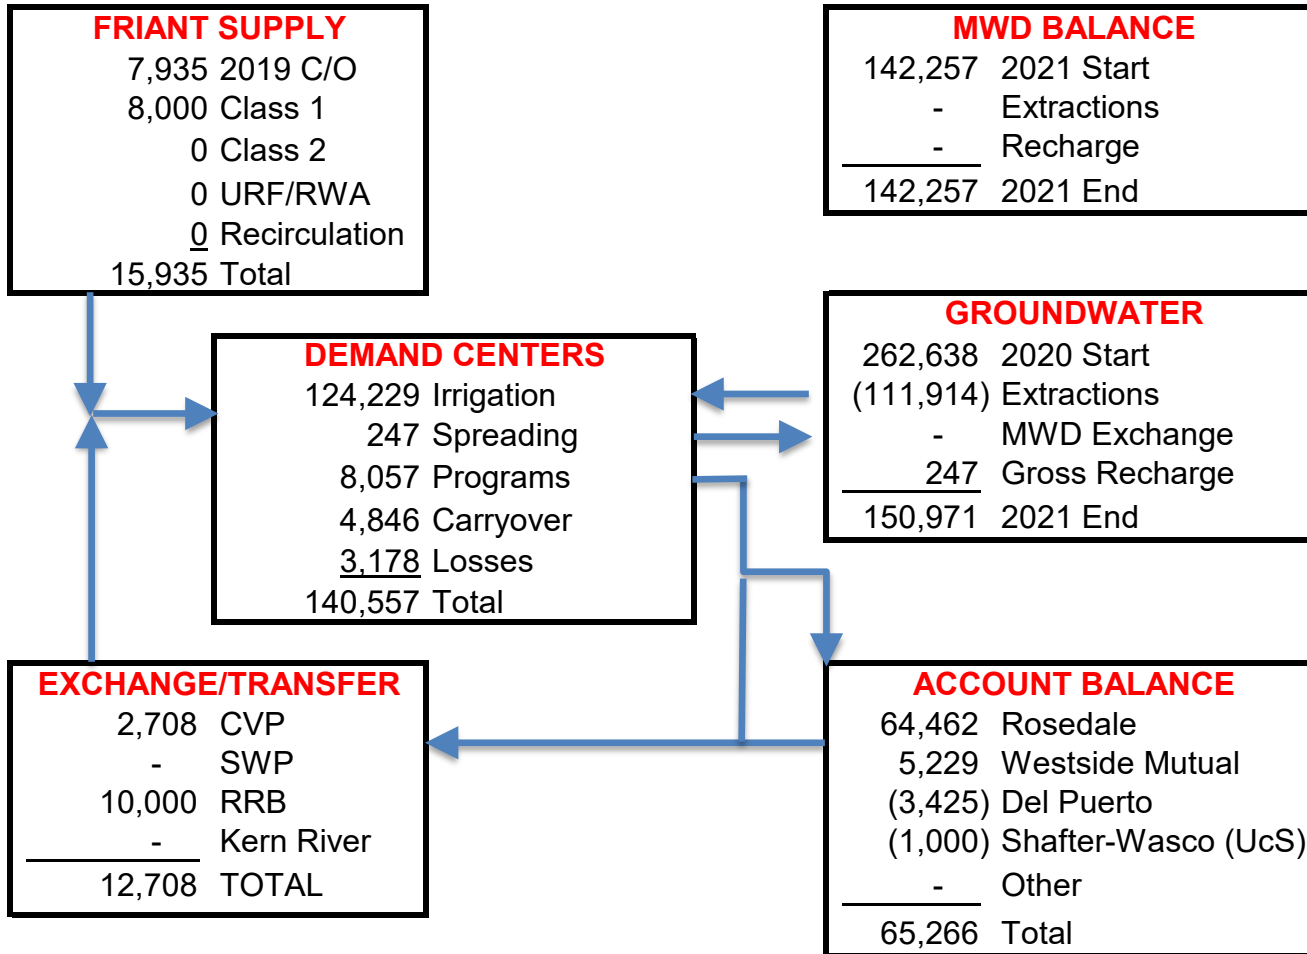 FRIANT SUPPLY
7,935 2019 C/O
8,000 Class 1
0 Class 2
0 URF/RWA
0 Recirculation
15,935 Total
MWD BALANCE
142,257 2021 Start
- Extractions
- Recharge
142,257 2021 End
DEMAND CENTERS
124,229 Irrigation
247 Spreading
8,057 Programs
4,846 Carryover
3,178 Losses
140,557 Total
GROUNDWATER
262,638 2020 Start
(111,914) Extractions
- MWD Exchange
247 Gross Recharge
150,971 2021 End
EXCHANGE/TRANSFER
2,708 CVP
- SWP
10,000 RRB
- Kern River
12,708 TOTAL
ACCOUNT BALANCE
64,462 Rosedale
5,229 Westside Mutual
(3,425) Del Puerto
(1,000) Shafter-Wasco (UcS)
- Other
65,266 Total